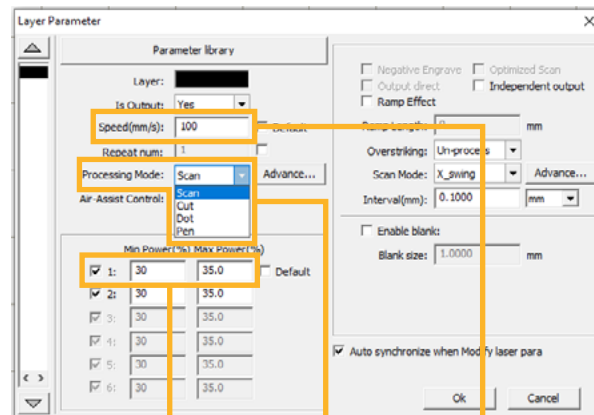 Layer Parameter
Parameter library
Layer:
Is Output: Yes
Speed(mm/s): 100 Default
Repeat num: 1
Processing Mode: Scan Advance...
Scan
Cut
Dot
Pen
Air-Assist Control:
Min Power(%) Max Power(%)
1: 30 35.0 Default
2: 30 35.0
3: 30 35.0
4: 30 35.0
5: 30 35.0
6: 30 35.0
Negative Engrave Optimized Scan
Output direct Independent output
Ramp Effect
Ramp Length: 0 mm
Overstriking: Un-process
Scan Mode: X_swing Advance...
Interval(mm): 0.1000 mm
Enable blank:
Blank size: 1.0000 mm
Auto synchronize when Modify laser para
Ok Cancel